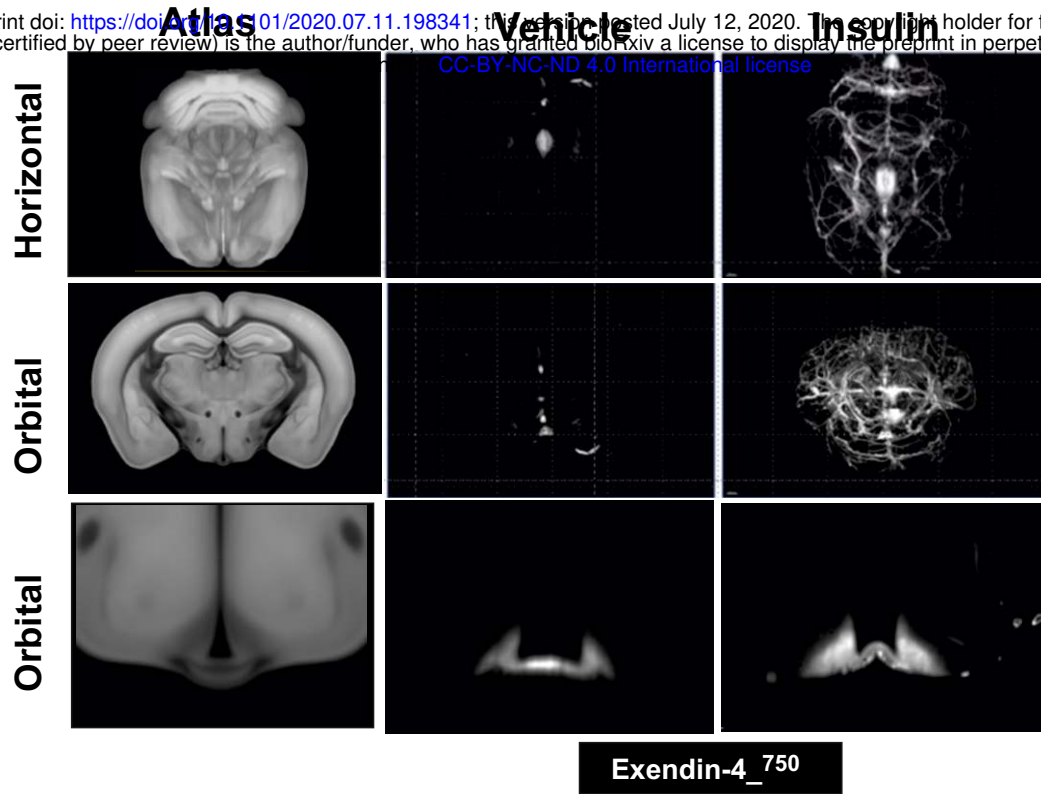 int doi: https://doi.org/10.1101/2020.07.11.198341; this version posted July 12, 2020. The copyright holder for t
certified by peer review) is the author/funder, who has granted bioRxiv a license to display the preprint in perpet
CC-BY-NC-ND 4.0 International license
Atlas Vehicle Insulin
Horizontal
Orbital
Orbital
Exendin-4_750